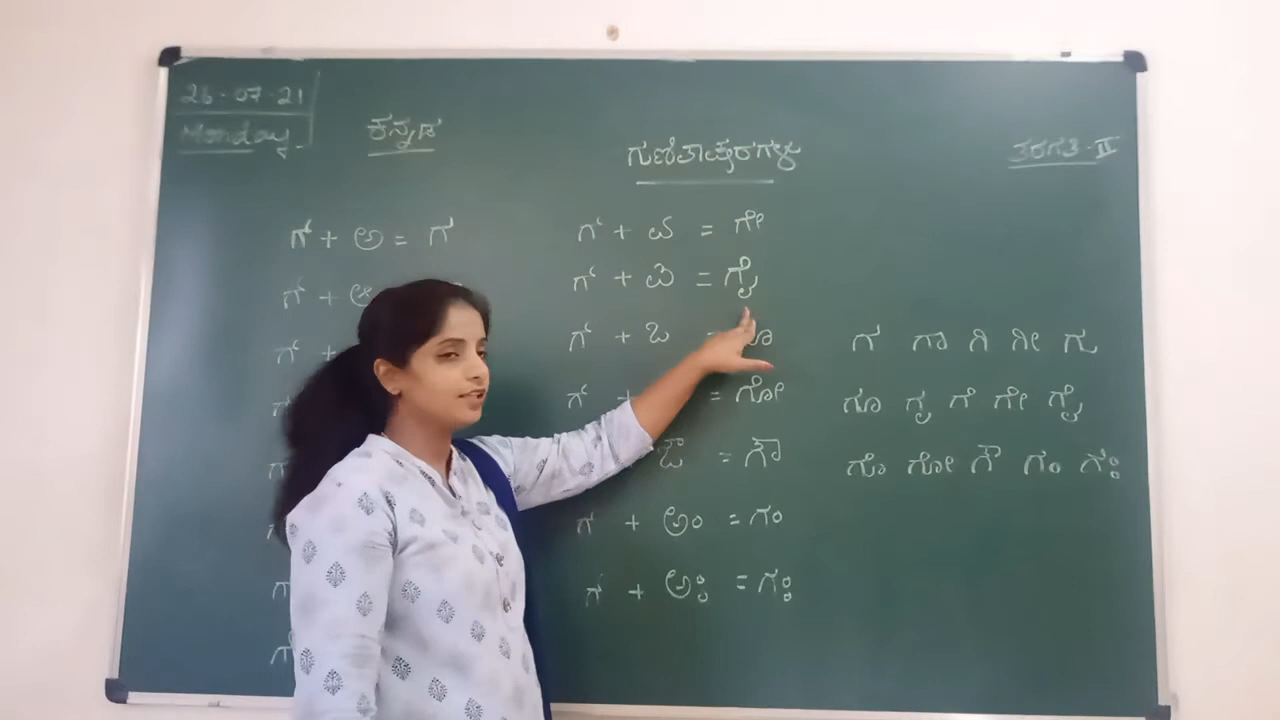 26-07-21
Monday
ಕನ್ನಡ
ಗುಣಿತಾಕ್ಷರಗಳು
ತರಗತಿ - II
ಗ್ + ಅ = ಗ
ಗ್ + ಆ
ಗ್ +
ಗ್ + ಏ = ಗೇ
ಗ್ + ಐ = ಗೈ
ಗ್ + ಒ =
ಗ್ + = ಗೋ
ಔ = ಗೌ
ಗ್ + ಅಂ = ಗಂ
ಗ್ + ಅಃ = ಗಃ
ಗ ಗಾ ಗಿ ಗೀ ಗು
ಗೂ ಗೃ ಗೆ ಗೇ ಗೈ
ಗೊ ಗೋ ಗೌ ಗಂ ಗಃ